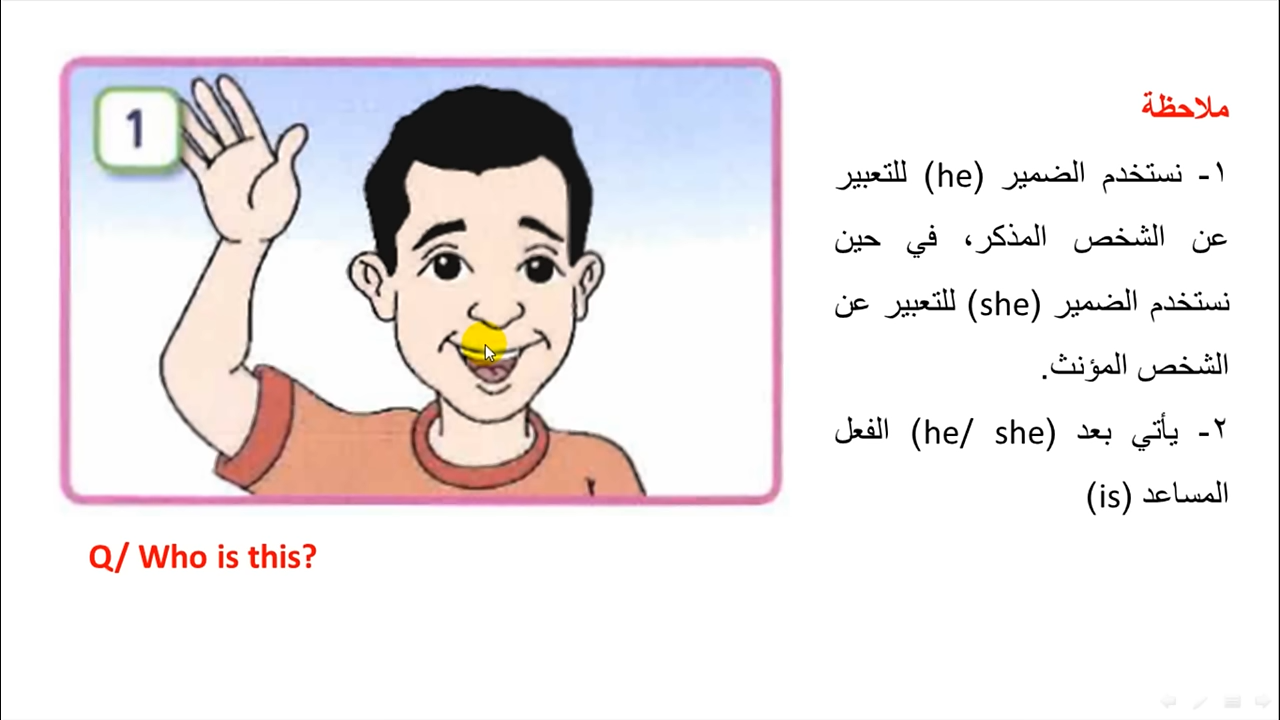 1
ملاحظة
١- نستخدم الضمير (he) للتعبير
عن الشخص المذكر، في حين
نستخدم الضمير (she) للتعبير عن
الشخص المؤنث.
٢- يأتي بعد (he/ she) الفعل
المساعد (is)
Q/ Who is this?